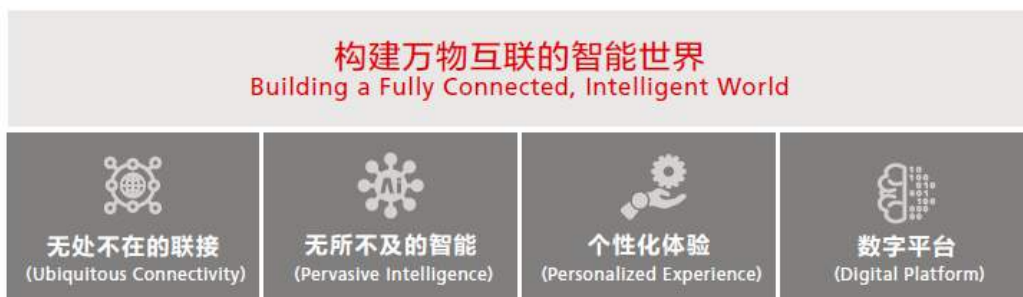 构建万物互联的智能世界
Building a Fully Connected, Intelligent World
Ai
无处不在的联接
(Ubiquitous Connectivity)
无所不及的智能
(Pervasive Intelligence)
个性化体验
(Personalized Experience)
数字平台
(Digital Platform)